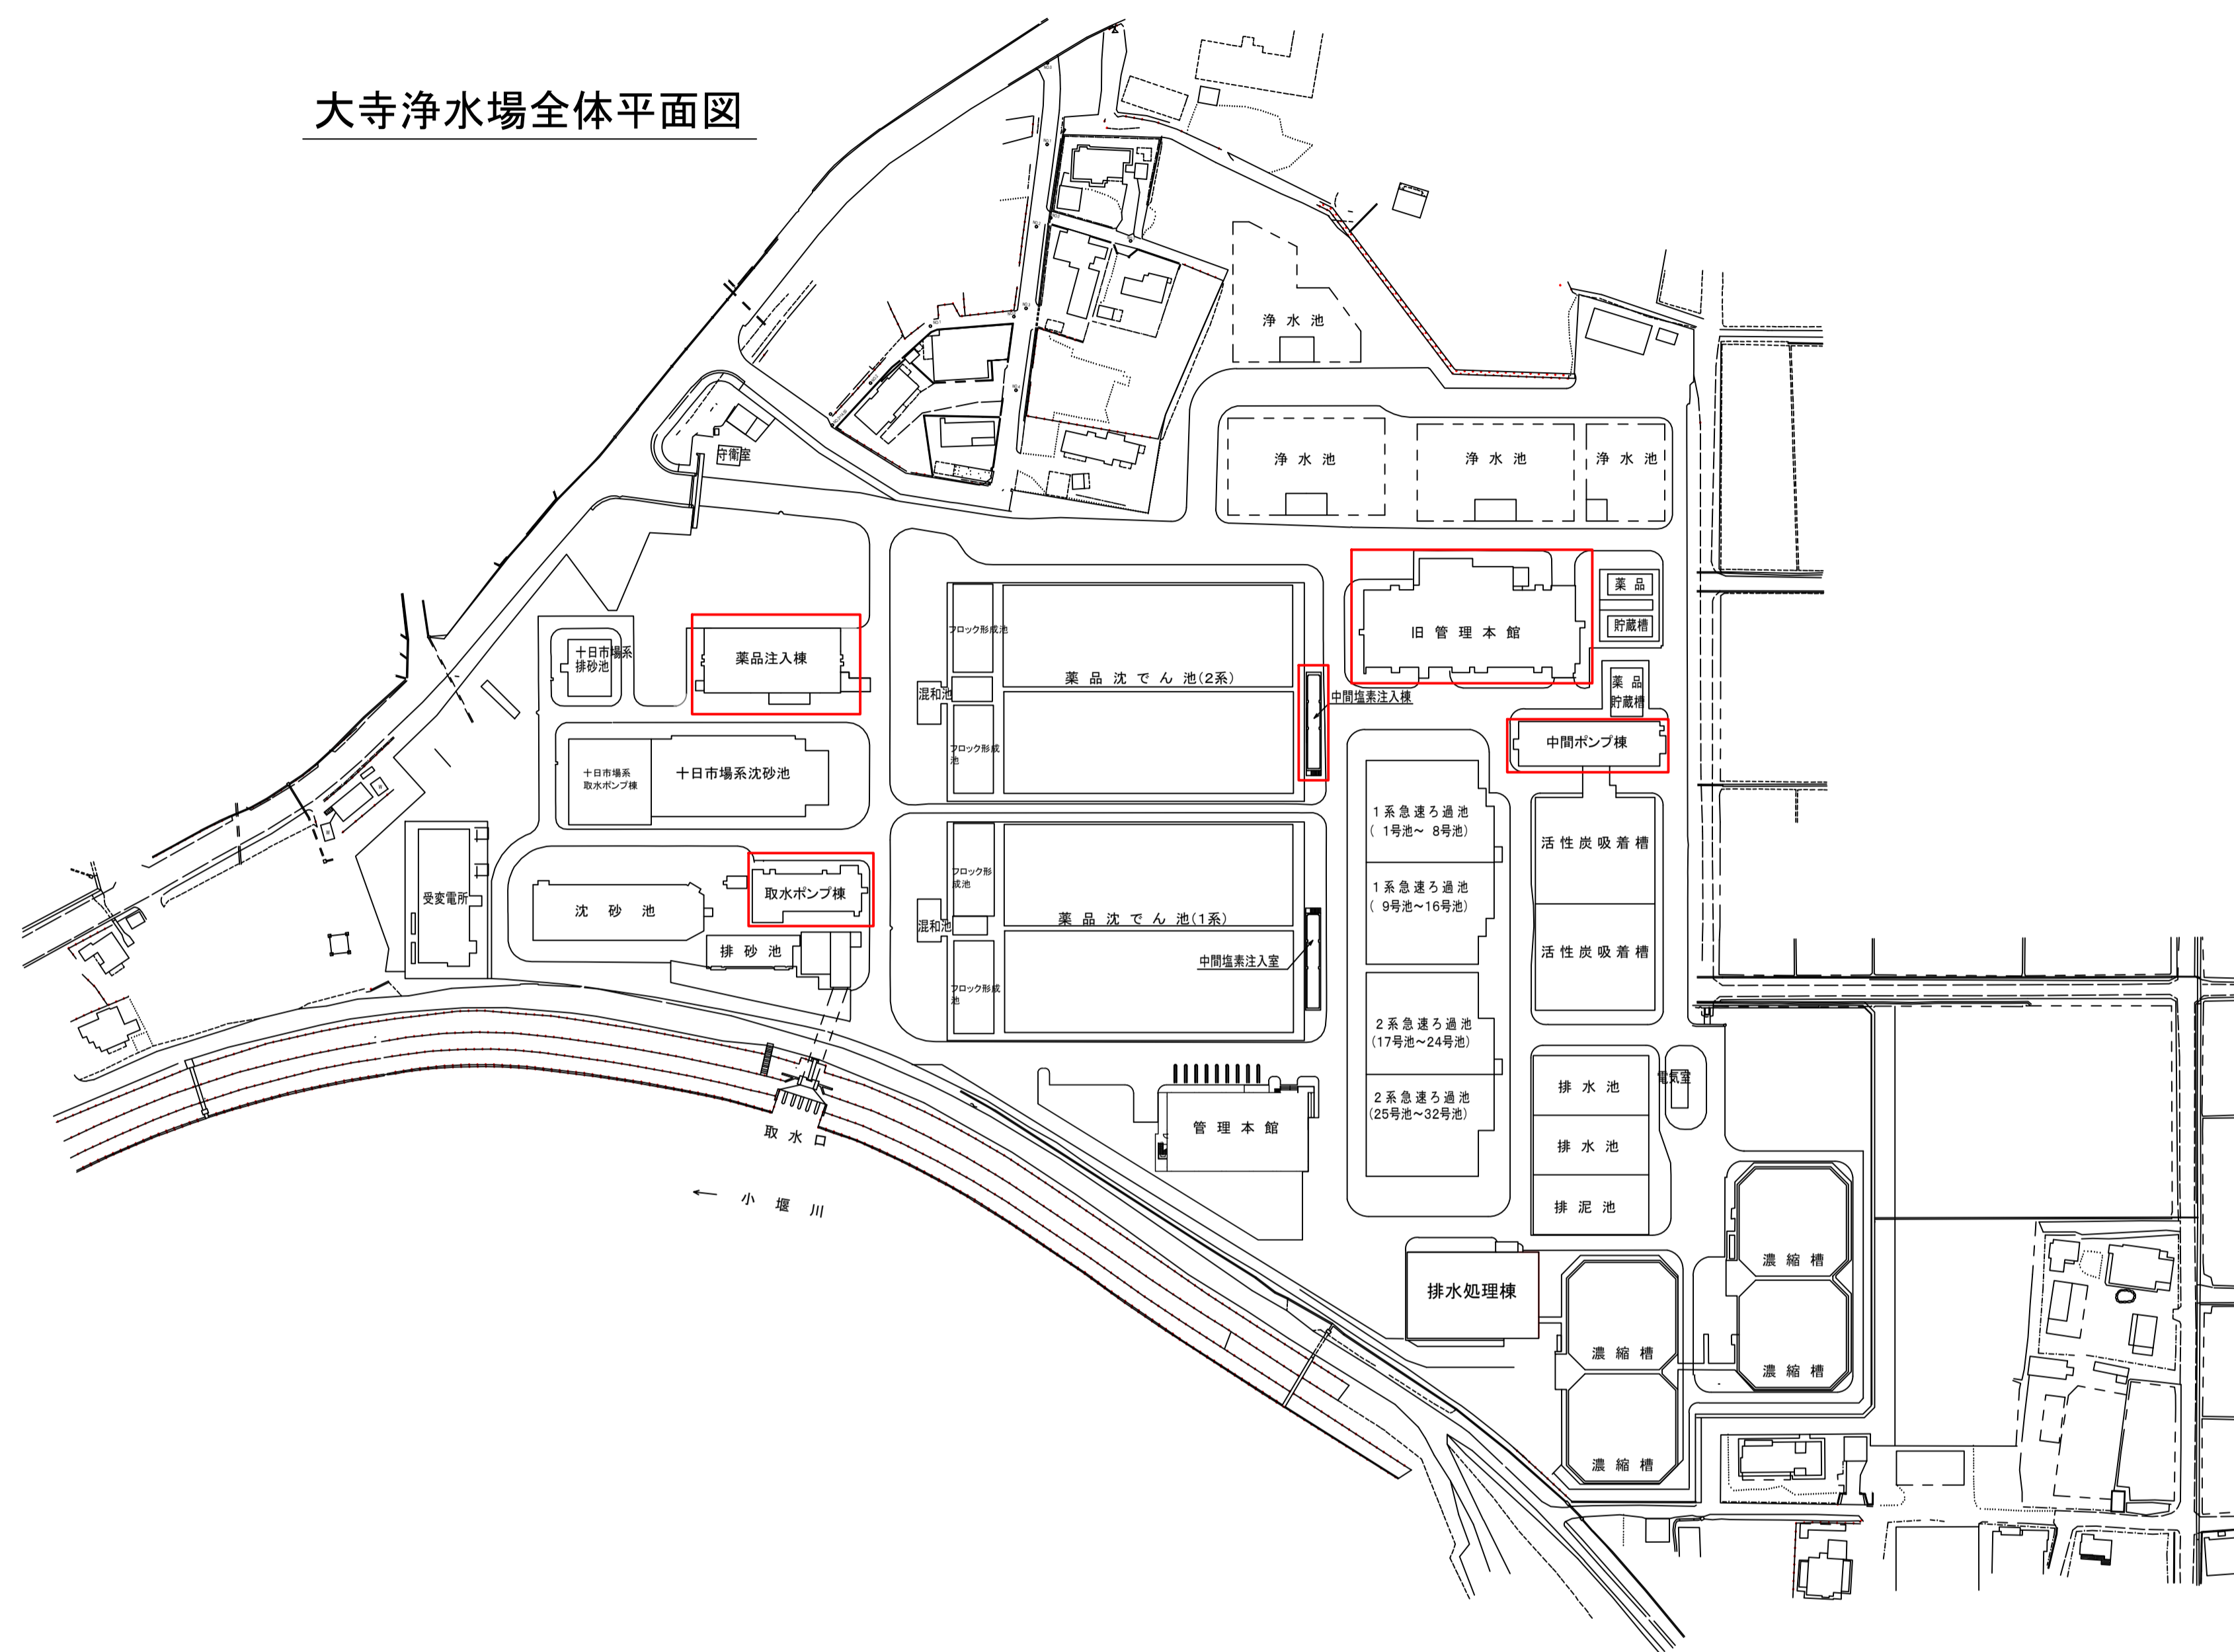 大寺浄水場全体平面図
浄水池
守衛室
浄水池
浄水池
浄水池
薬品
貯蔵槽
旧管理本館
フロック形成池
薬品注入棟
十日市場系
排砂池
薬品沈でん池(2系)
混和池
中間塩素注入棟
薬品
貯蔵槽
中間ポンプ棟
フロック形成
池
十日市場系
取水ポンプ棟
十日市場系沈砂池
1系急速ろ過池
(1号池~8号池)
活性炭吸着槽
フロック形
成池
1系急速ろ過池
(9号池~16号池)
受変電所
取水ポンプ棟
沈砂池
薬品沈でん池(1系)
混和池
排砂池
中間塩素注入室
活性炭吸着槽
フロック形成
池
2系急速ろ過池
(17号池~24号池)
電気室
排水池
2系急速ろ過池
(25号池~32号池)
管理本館
取水口
排水池
小堰川
排泥池
濃縮槽
排水処理棟
濃縮槽
濃縮槽
濃縮槽